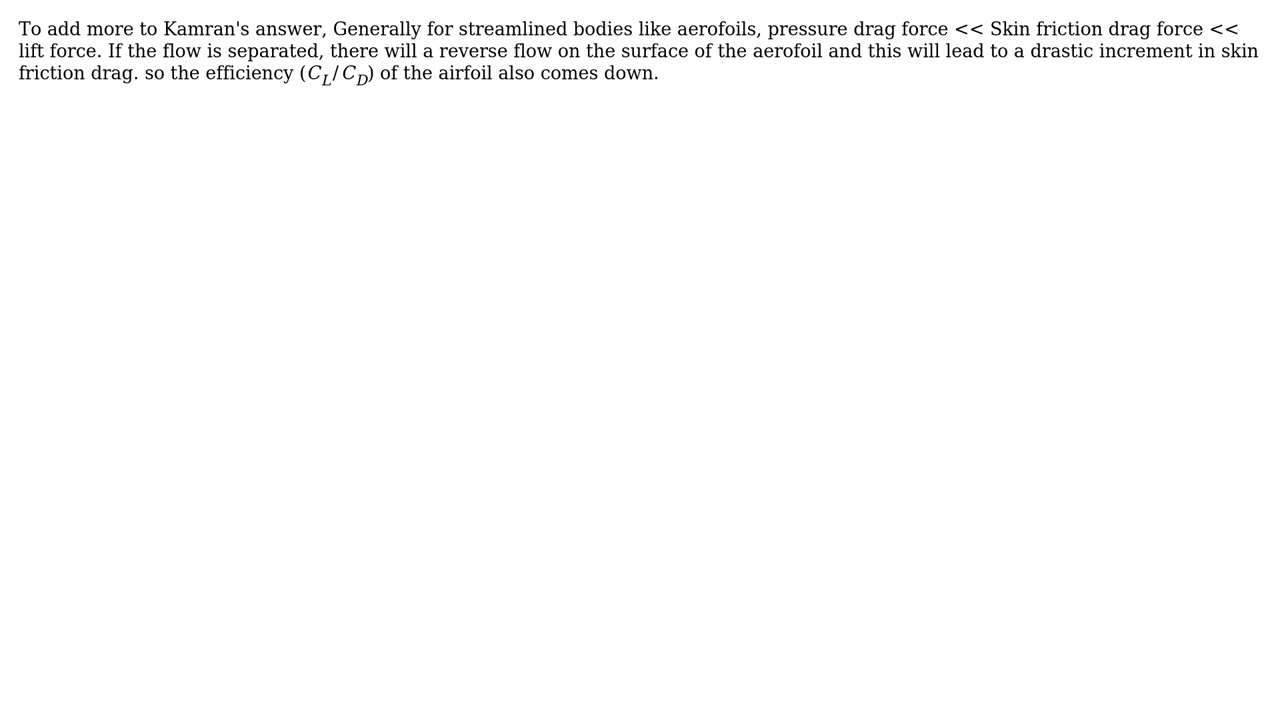 To add more to Kamran's answer, Generally for streamlined bodies like aerofoils, pressure drag force << Skin friction drag force <<
lift force. If the flow is separated, there will a reverse flow on the surface of the aerofoil and this will lead to a drastic increment in skin
friction drag. so the efficiency (C_L/C_D) of the airfoil also comes down.